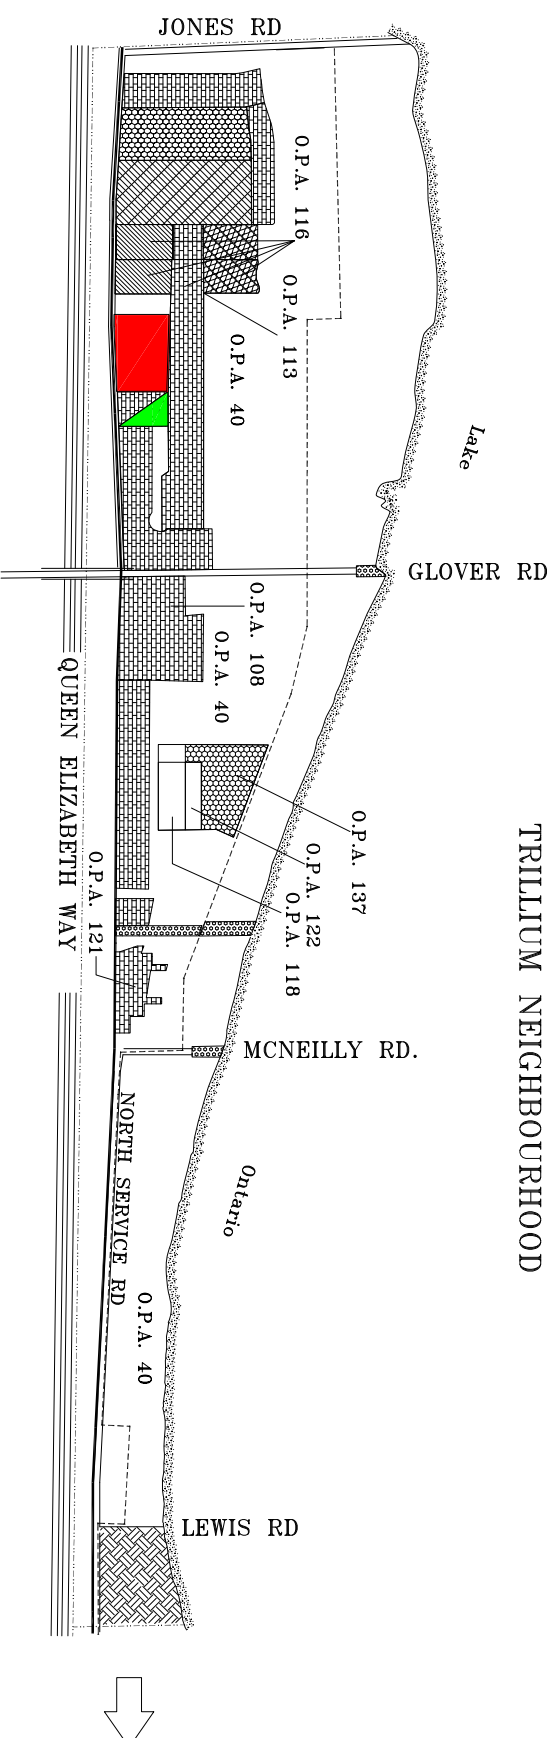 TRILLIUM NEIGHBOURHOOD
JONES RD
O.P.A. 116
O.P.A. 113
O.P.A. 40
Lake
GLOVER RD
O.P.A. 108
O.P.A. 40
QUEEN ELIZABETH WAY
O.P.A. 137
O.P.A. 122
O.P.A. 118
O.P.A. 121
MCNEILLY RD.
NORTH SERVICE RD
Ontario
O.P.A. 40
LEWIS RD